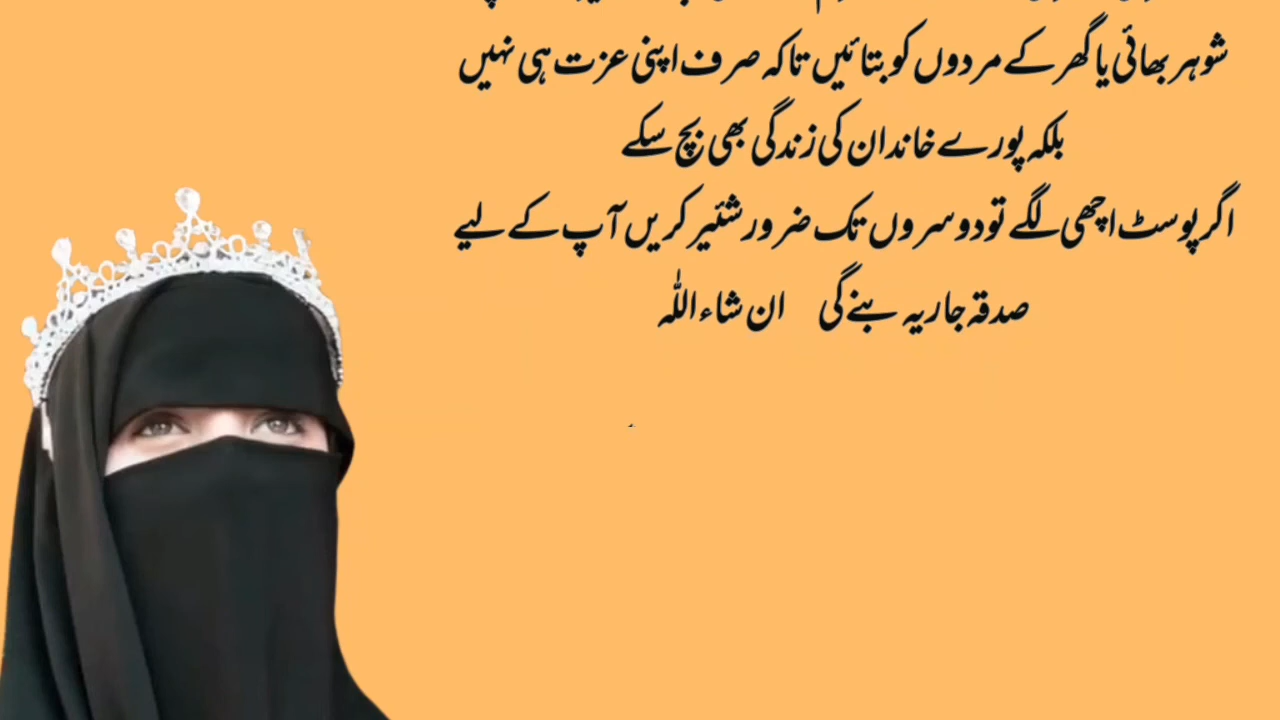 شوہر بھائی یا گھر کے مردوں کو بتائیں تاکہ صرف اپنی عزت ہی نہیں
بلکہ پورے خاندان کی زندگی بھی بچ سکے
اگر پوسٹ اچھی لگے تو دوسروں تک ضرور شئیر کریں آپ کے لیے
صدقہ جاریہ بنے گی ان شاء اللّٰہ